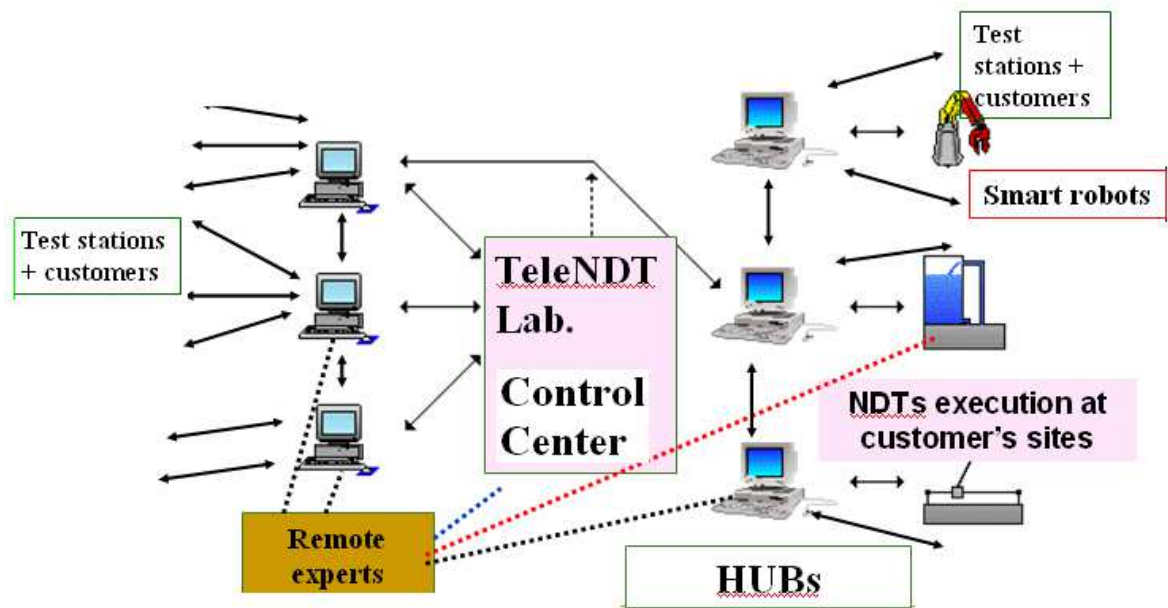 Test
stations +
customers
Smart robots
Test stations
+ customers
TeleNDT
Lab.
Control
Center
NDTs execution at
customer’s sites
Remote
experts
HUBs